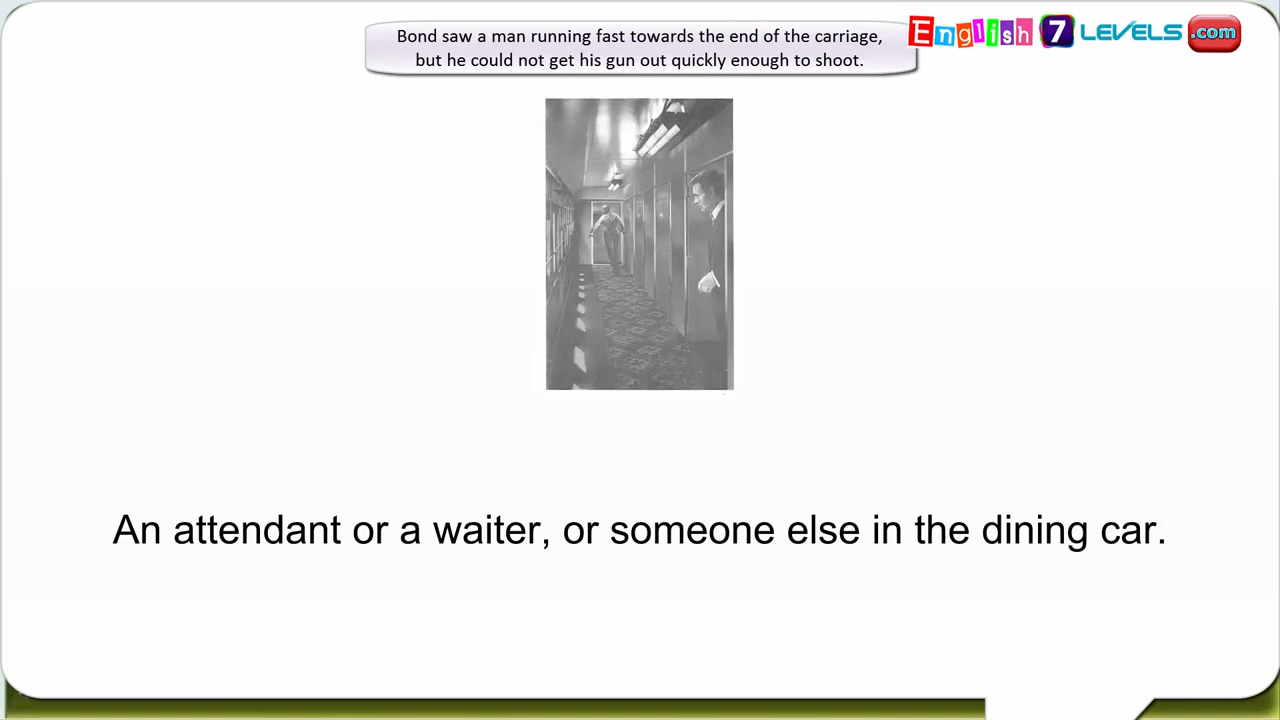 Bond saw a man running fast towards the end of the carriage,
but he could not get his gun out quickly enough to shoot.
English 7 LEVELS .com
An attendant or a waiter, or someone else in the dining car.